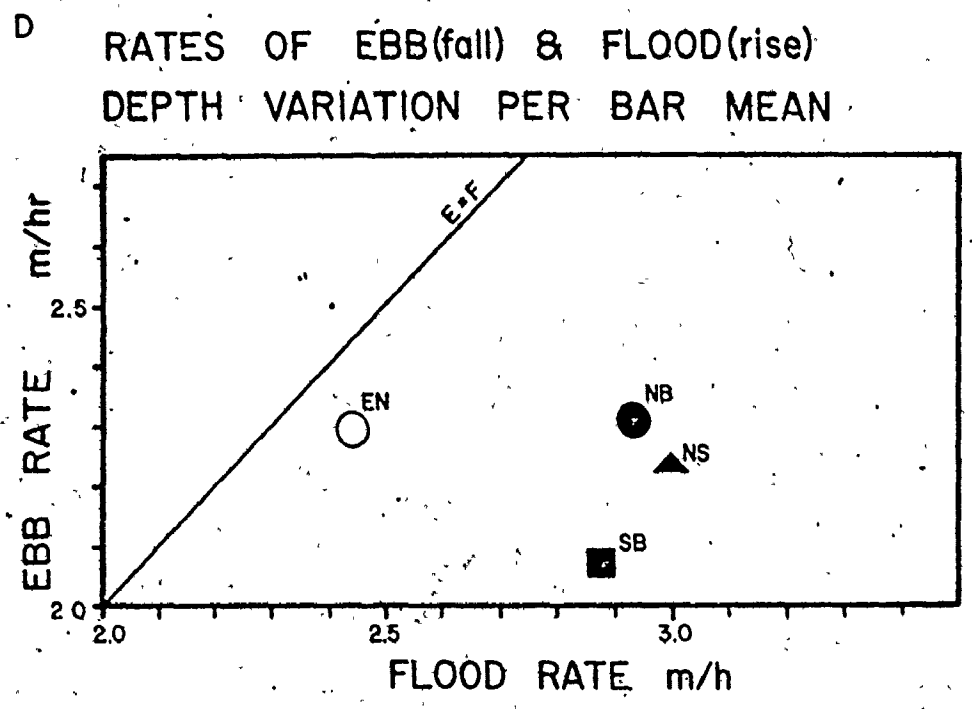 D
RATES OF EBB(fall) & FLOOD(rise)
DEPTH VARIATION PER BAR MEAN
E=F
EBB RATE m/hr
2.5
2.0
EN
NB
NS
SB
2.0 2.5 3.0
FLOOD RATE m/h